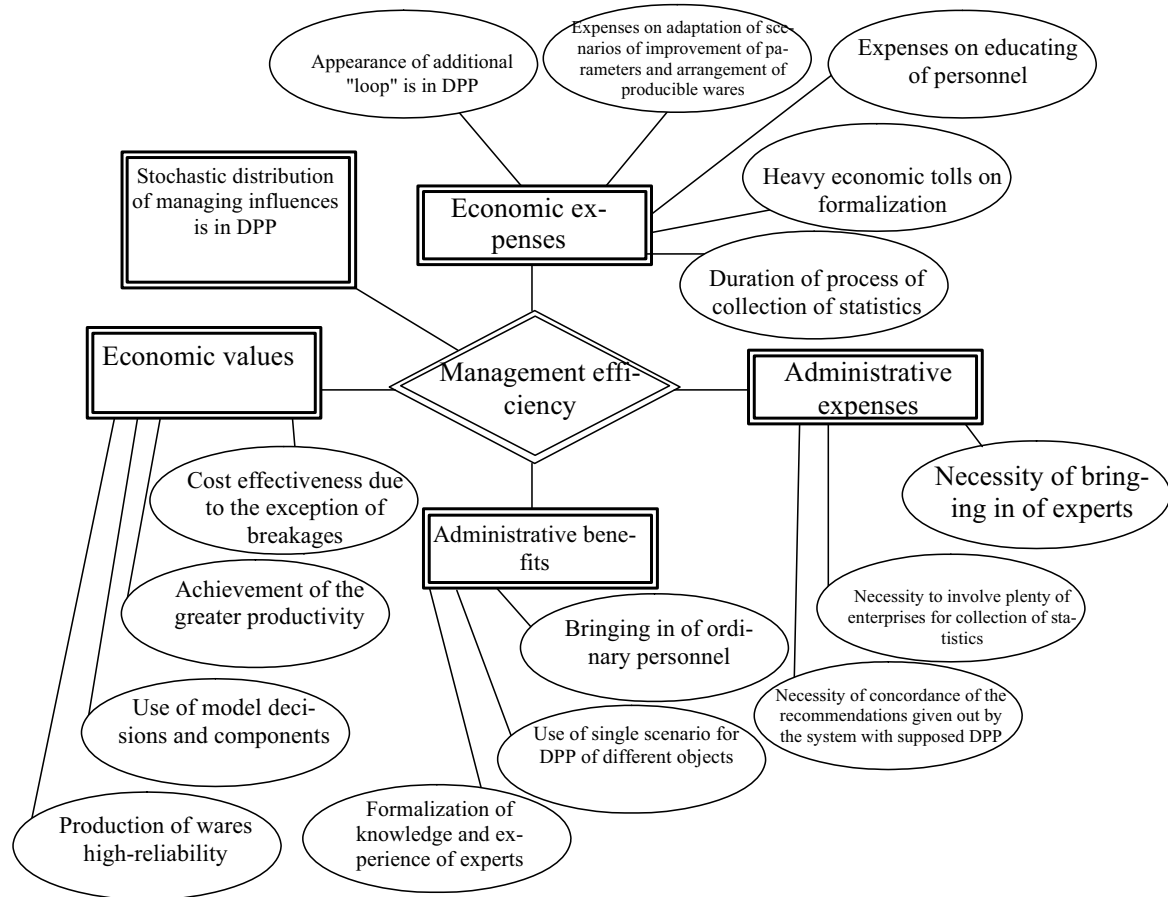 Appearance of additional
"loop" is in DPP
Expenses on adaptation of sce-
narios of improvement of pa-
rameters and arrangement of
producible wares
Expenses on educating
of personnel
Stochastic distribution
of managing influences
is in DPP
Economic ex-
penses
Heavy economic tolls on
formalization
Duration of process of
collection of statistics
Economic values
Management effi-
ciency
Administrative
expenses
Cost effectiveness due
to the exception of
breakages
Administrative bene-
fits
Necessity of bring-
ing in of experts
Achievement of the
greater productivity
Bringing in of ordi-
nary personnel
Necessity to involve plenty of
enterprises for collection of sta-
tistics
Use of model deci-
sions and components
Use of single scenario for
DPP of different objects
Necessity of concordance of the
recommendations given out by
the system with supposed DPP
Production of wares
high-reliability
Formalization of
knowledge and ex-
perience of experts